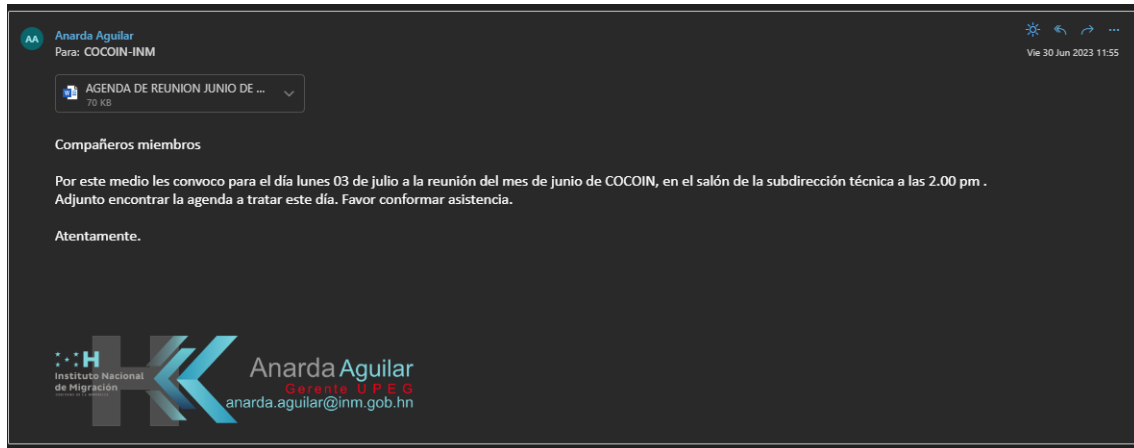 AA
Anarda Aguilar
Para: COCOIN-INM
Vie 30 Jun 2023 11:55
AGENDA DE REUNION JUNIO DE ...
70 KB
Compañeros miembros
Por este medio les convoco para el día lunes 03 de julio a la reunión del mes de junio de COCOIN, en el salón de la subdirección técnica a las 2.00 pm .
Adjunto encontrar la agenda a tratar este día. Favor conformar asistencia.
Atentamente.
H
Instituto Nacional
de Migración
Anarda Aguilar
Gerente UPEG
anarda.aguilar@inm.gob.hn